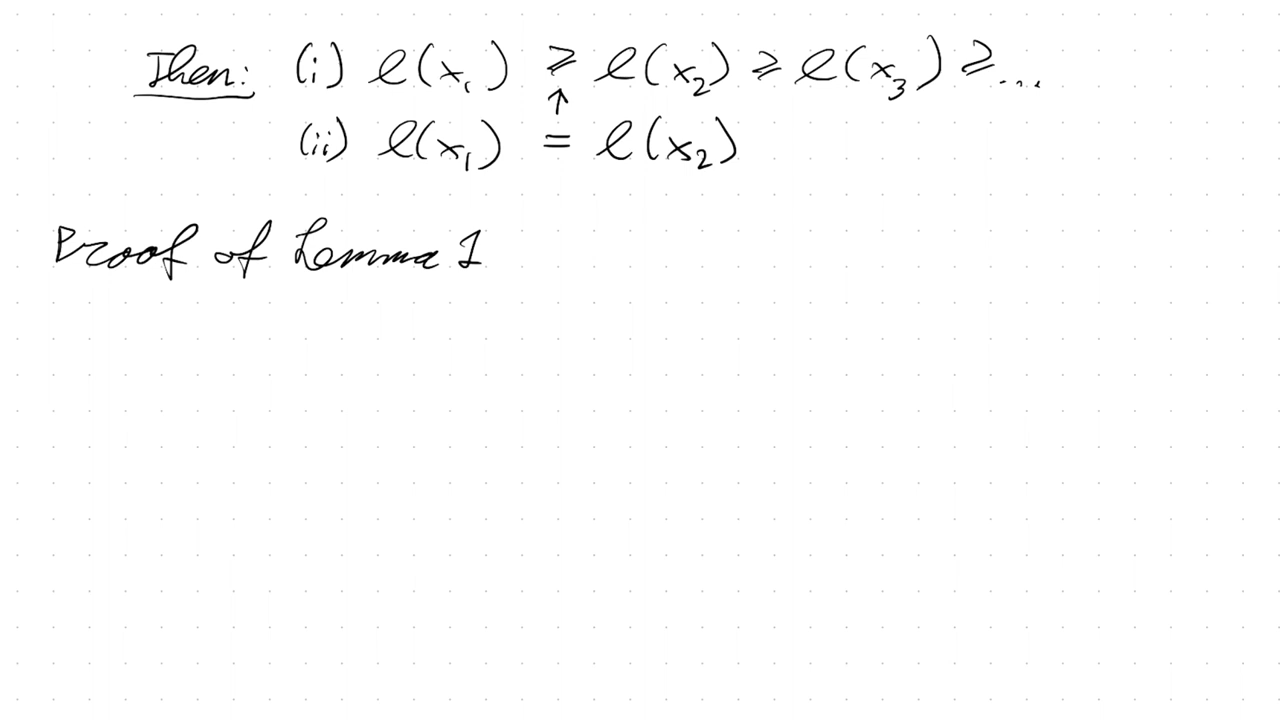 Then: (i) ℓ(x₁) ≥ ℓ(x₂) ≥ ℓ(x₃) ≥ ...
↑
(ii) ℓ(x₁) = ℓ(x₂)
Proof of Lemma 1